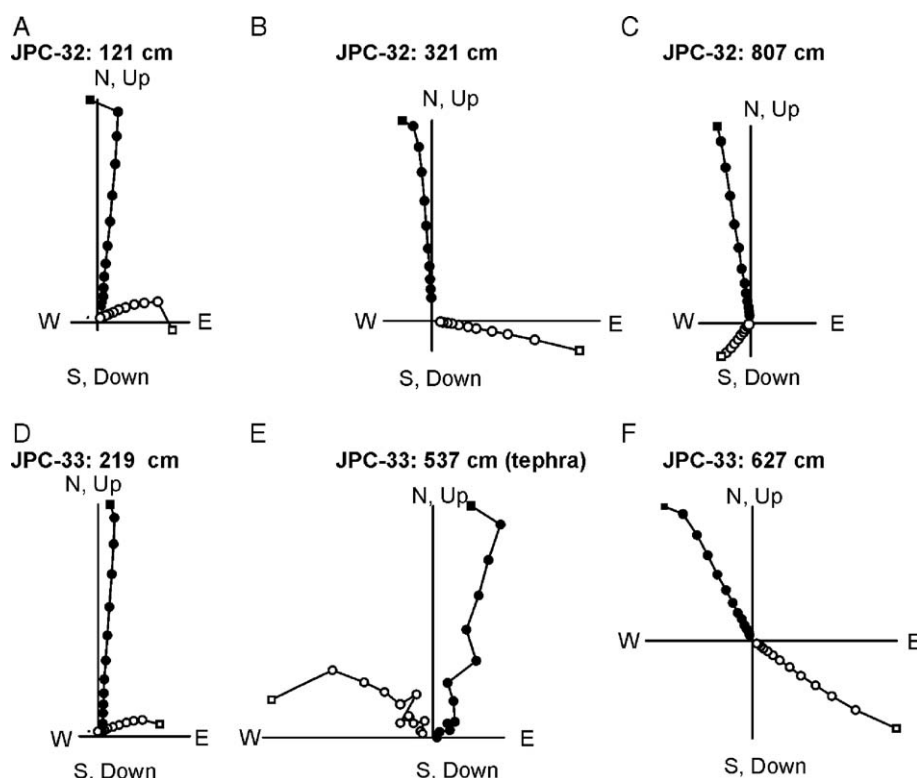 A
JPC-32: 121 cm
N, Up
W
E
S, Down
B
JPC-32: 321 cm
N, Up
W
E
S, Down
C
JPC-32: 807 cm
N, Up
W
E
S, Down
D
JPC-33: 219 cm
N, Up
W
E
S, Down
E
JPC-33: 537 cm (tephra)
N, Up
W
E
S, Down
F
JPC-33: 627 cm
N, Up
W
E
S, Down